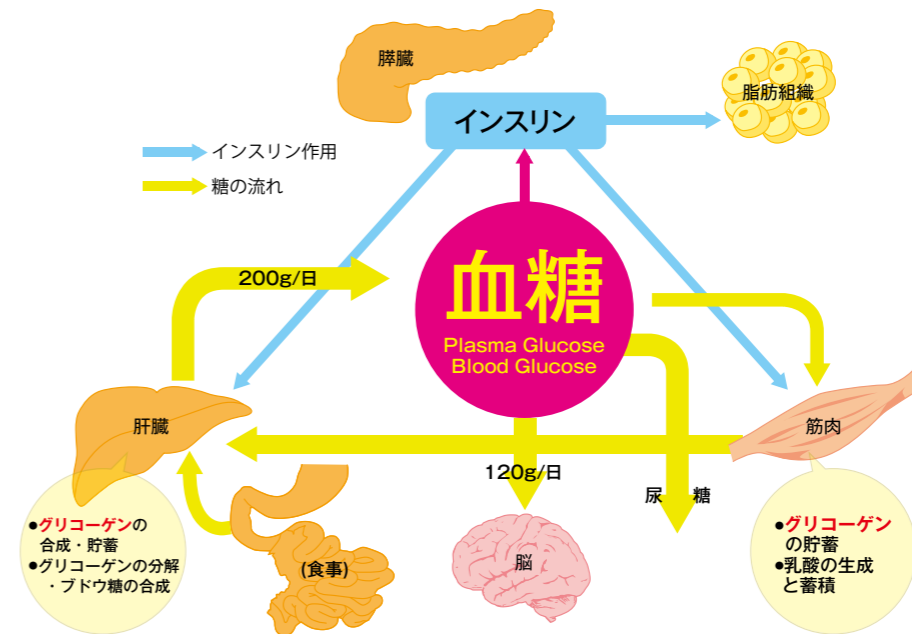 膵臓
インスリン
脂肪組織
インスリン作用
糖の流れ
200g/日
血糖
Plasma Glucose
Blood Glucose
肝臓
筋肉
120g/日
尿 糖
●グリコーゲンの
合成・貯蓄
●グリコーゲンの分解
・ブドウ糖の合成
(食事)
脳
●グリコーゲン
の貯蓄
●乳酸の生成
と蓄積